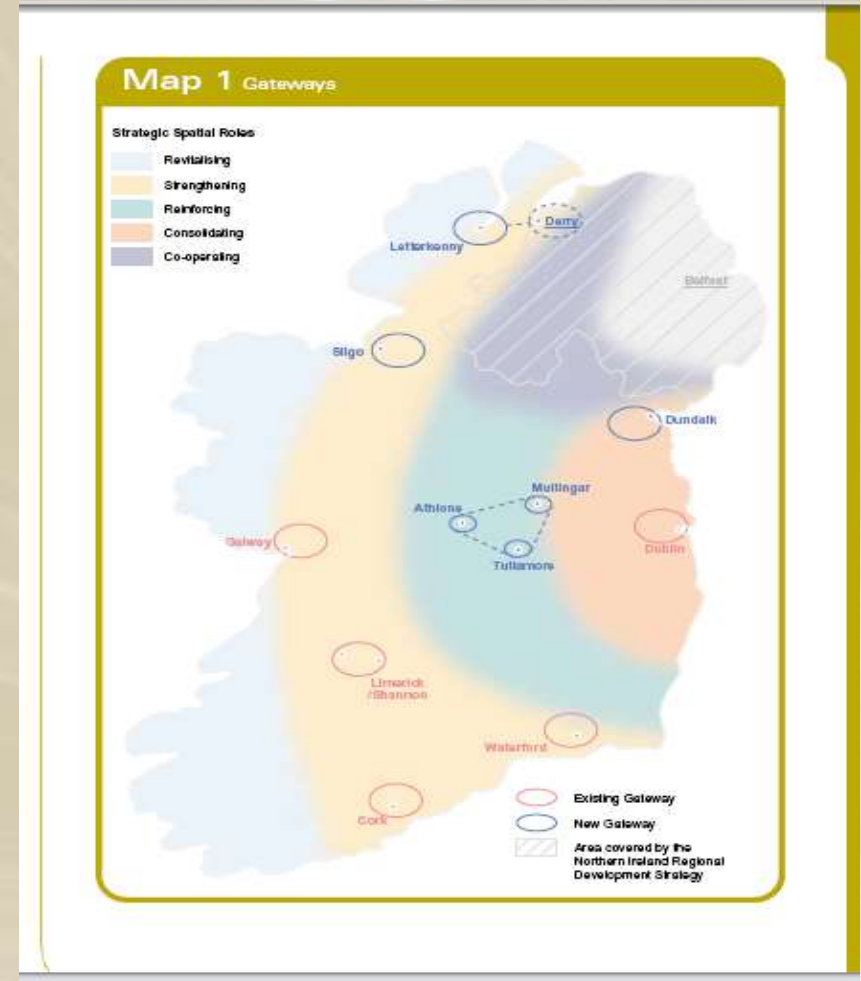 Map 1 Gateways
Strategic Spatial Roles
Revitalising
Strengthening
Reinforcing
Consolidating
Co-operating
Derry
Letterkenny
Belfast
Sligo
Dundalk
Mullingar
Athlone
Galway
Dublin
Tullamore
Limerick
/Shannon
Waterford
Cork
Existing Gateway
New Gateway
Area covered by the
Northern Ireland Regional
Development Strategy